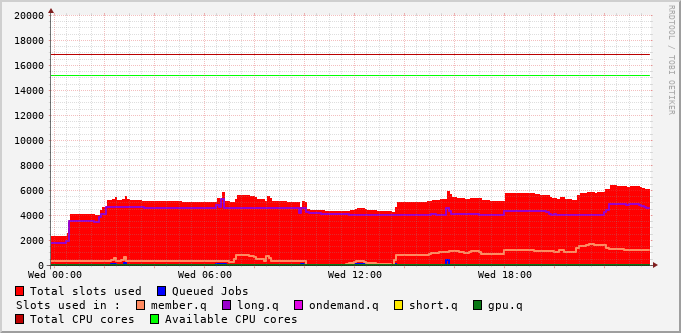 20000
18000
16000
14000
12000
10000
8000
6000
4000
2000
0
Wed 00:00 Wed 06:00 Wed 12:00 Wed 18:00
Total slots used Queued Jobs
Slots used in : member.q long.q ondemand.q short.q gpu.q
Total CPU cores Available CPU cores
RRDTOOL / TOBI OETIKER